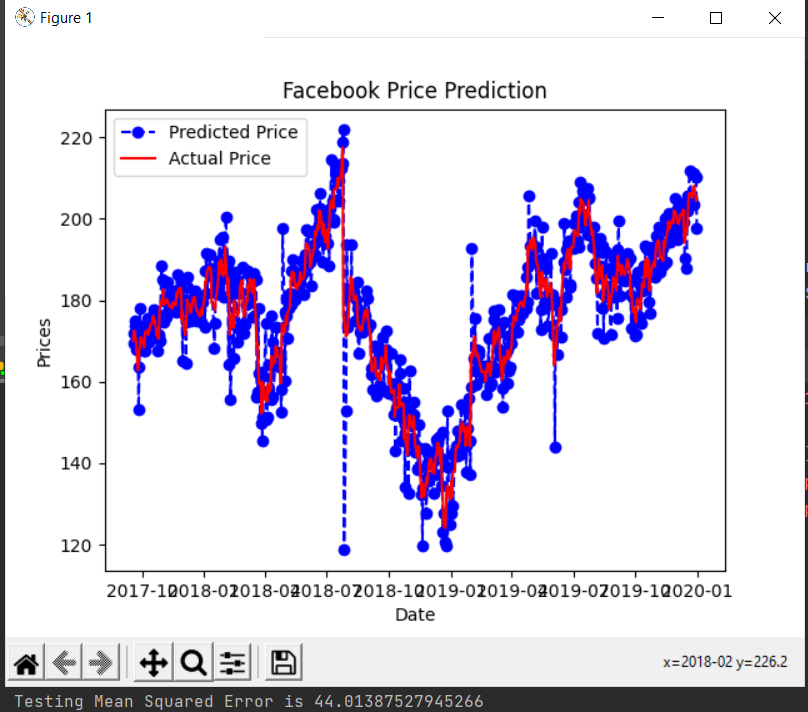 Figure 1
Facebook Price Prediction
Predicted Price
Actual Price
220
200
180
160
140
120
Prices
2017-10
2018-01
2018-04
2018-07
2018-10
2019-01
2019-04
2019-07
2019-10
2020-01
Date
x=2018-02 y=226.2
Testing Mean Squared Error is 44.01387527945266